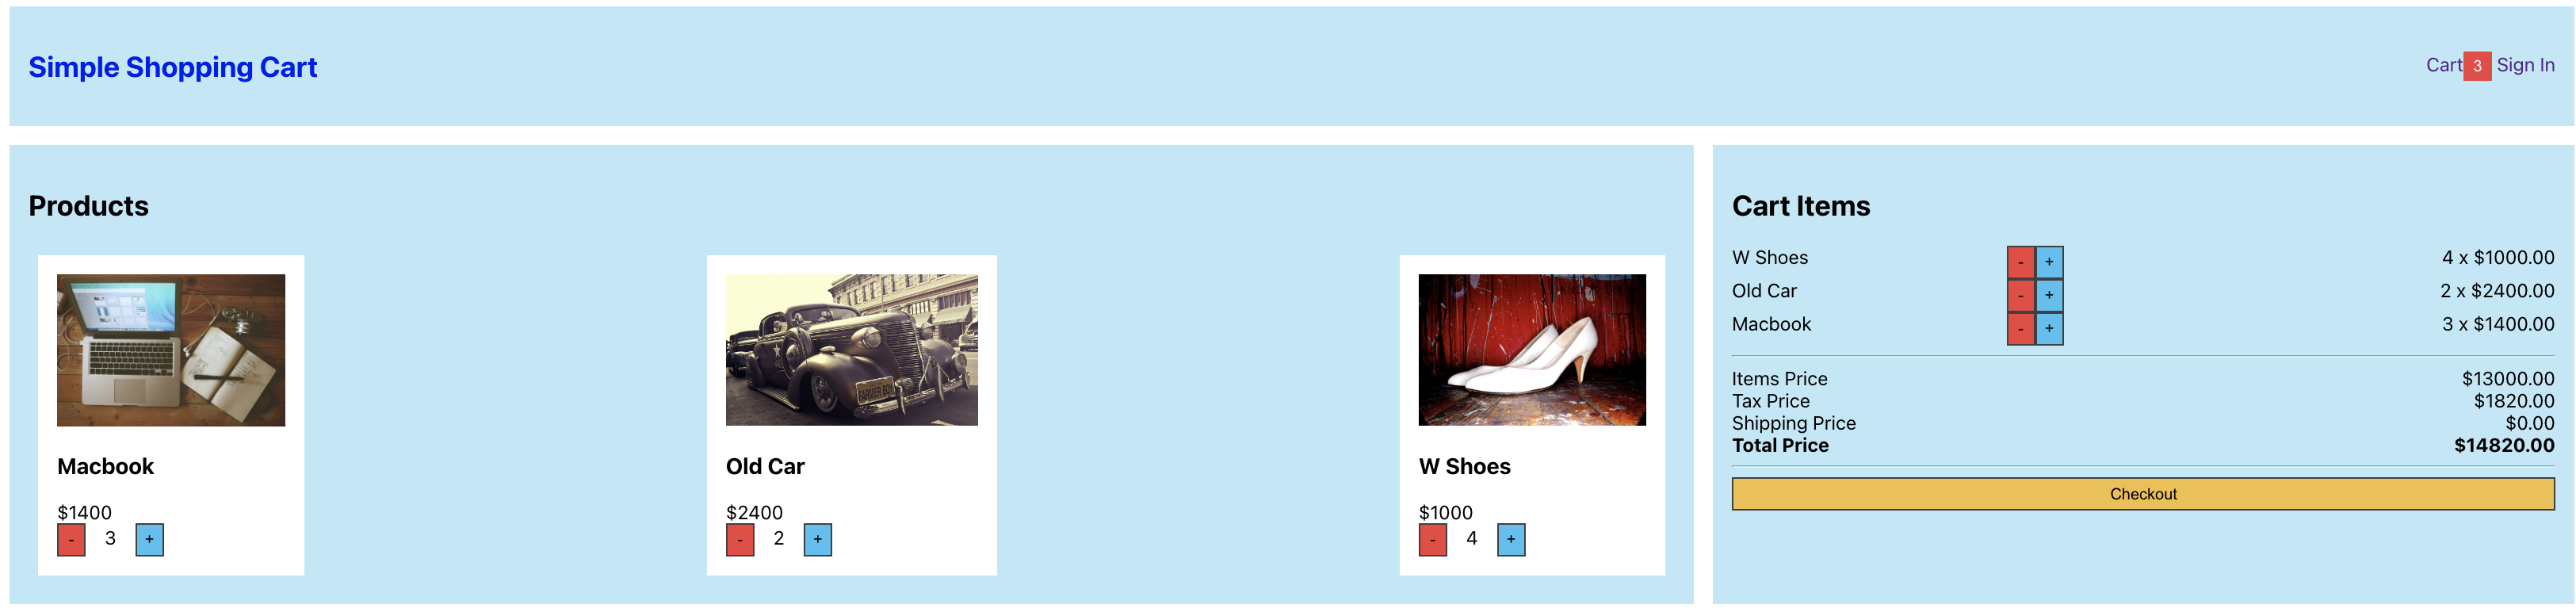 Simple Shopping Cart
Cart 3 Sign In
Products
Macbook
$1400
- 3 +
Old Car
$2400
- 2 +
W Shoes
$1000
- 4 +
FARMER BOY
Cart Items
W Shoes - + 4 x $1000.00
Old Car - + 2 x $2400.00
Macbook - + 3 x $1400.00
Items Price $13000.00
Tax Price $1820.00
Shipping Price $0.00
Total Price $14820.00
Checkout